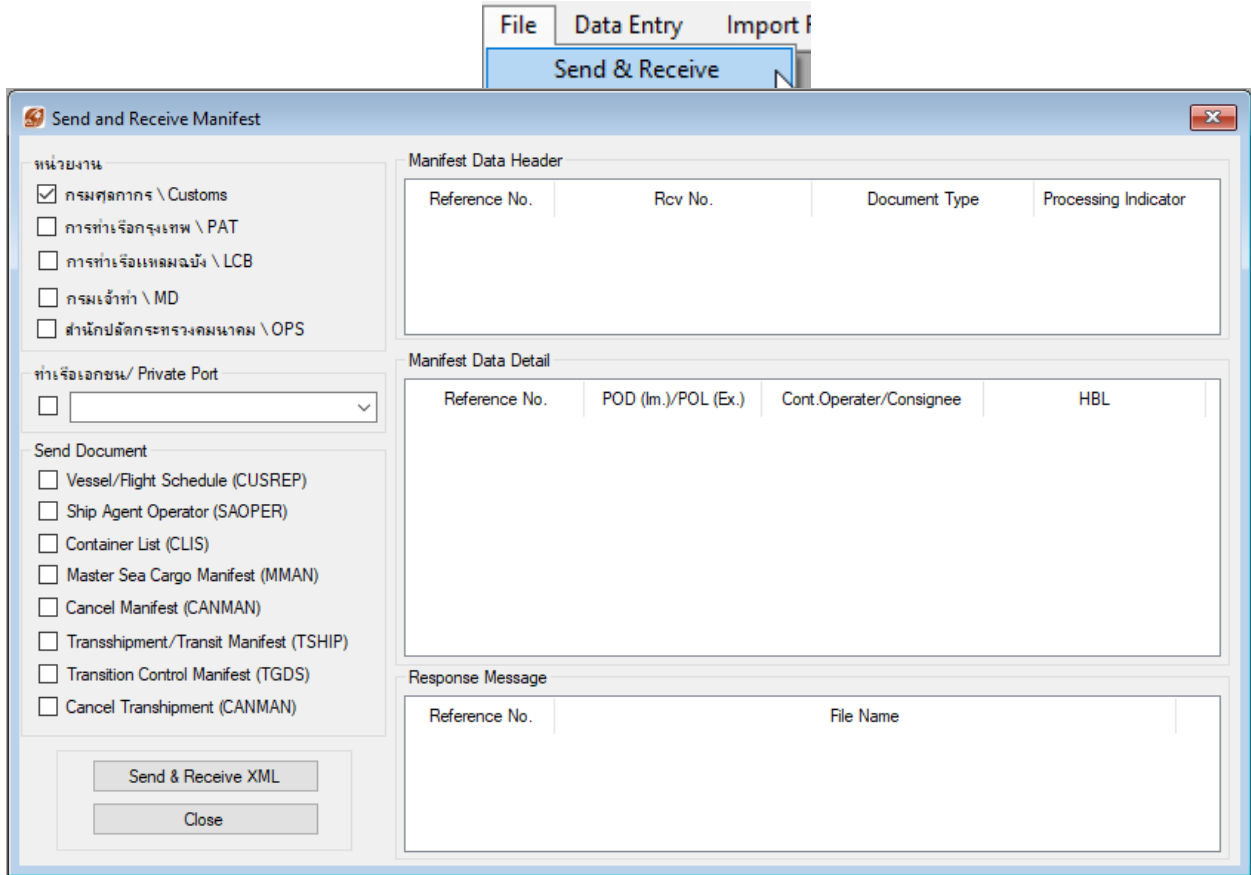 File Data Entry Import
Send & Receive
Send and Receive Manifest
หน่วยงาน
กรมศุลกากร \ Customs
การท่าเรือกรุงเทพ \ PAT
การท่าเรือแหลมฉบัง \ LCB
กรมเจ้าท่า \ MD
สำนักปลัดกระทรวงคมนาคม \ OPS
ท่าเรือเอกชน/ Private Port
Send Document
Vessel/Flight Schedule (CUSREP)
Ship Agent Operator (SAOPER)
Container List (CLIS)
Master Sea Cargo Manifest (MMAN)
Cancel Manifest (CANMAN)
Transshipment/Transit Manifest (TSHIP)
Transition Control Manifest (TGDS)
Cancel Transhipment (CANMAN)
Send & Receive XML
Close
Manifest Data Header
Reference No. Rcv No. Document Type Processing Indicator
Manifest Data Detail
Reference No. POD (Im.)/POL (Ex.) Cont.Operater/Consignee HBL
Response Message
Reference No. File Name